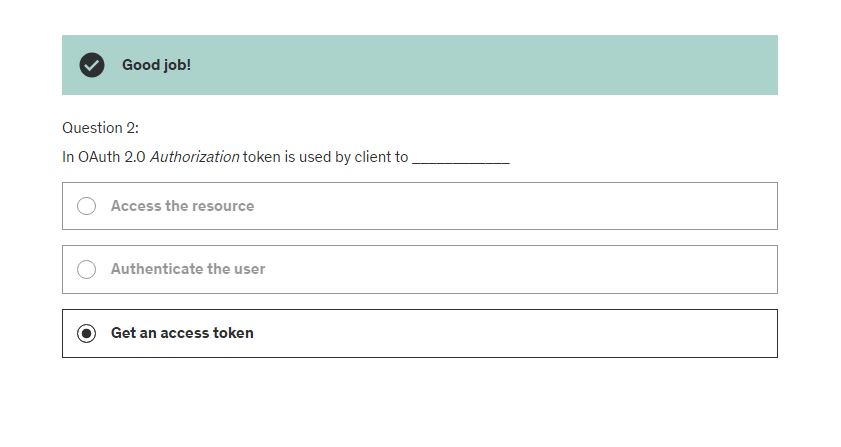 Good job!
Question 2:
In OAuth 2.0 Authorization token is used by client to _____________
Access the resource
Authenticate the user
Get an access token